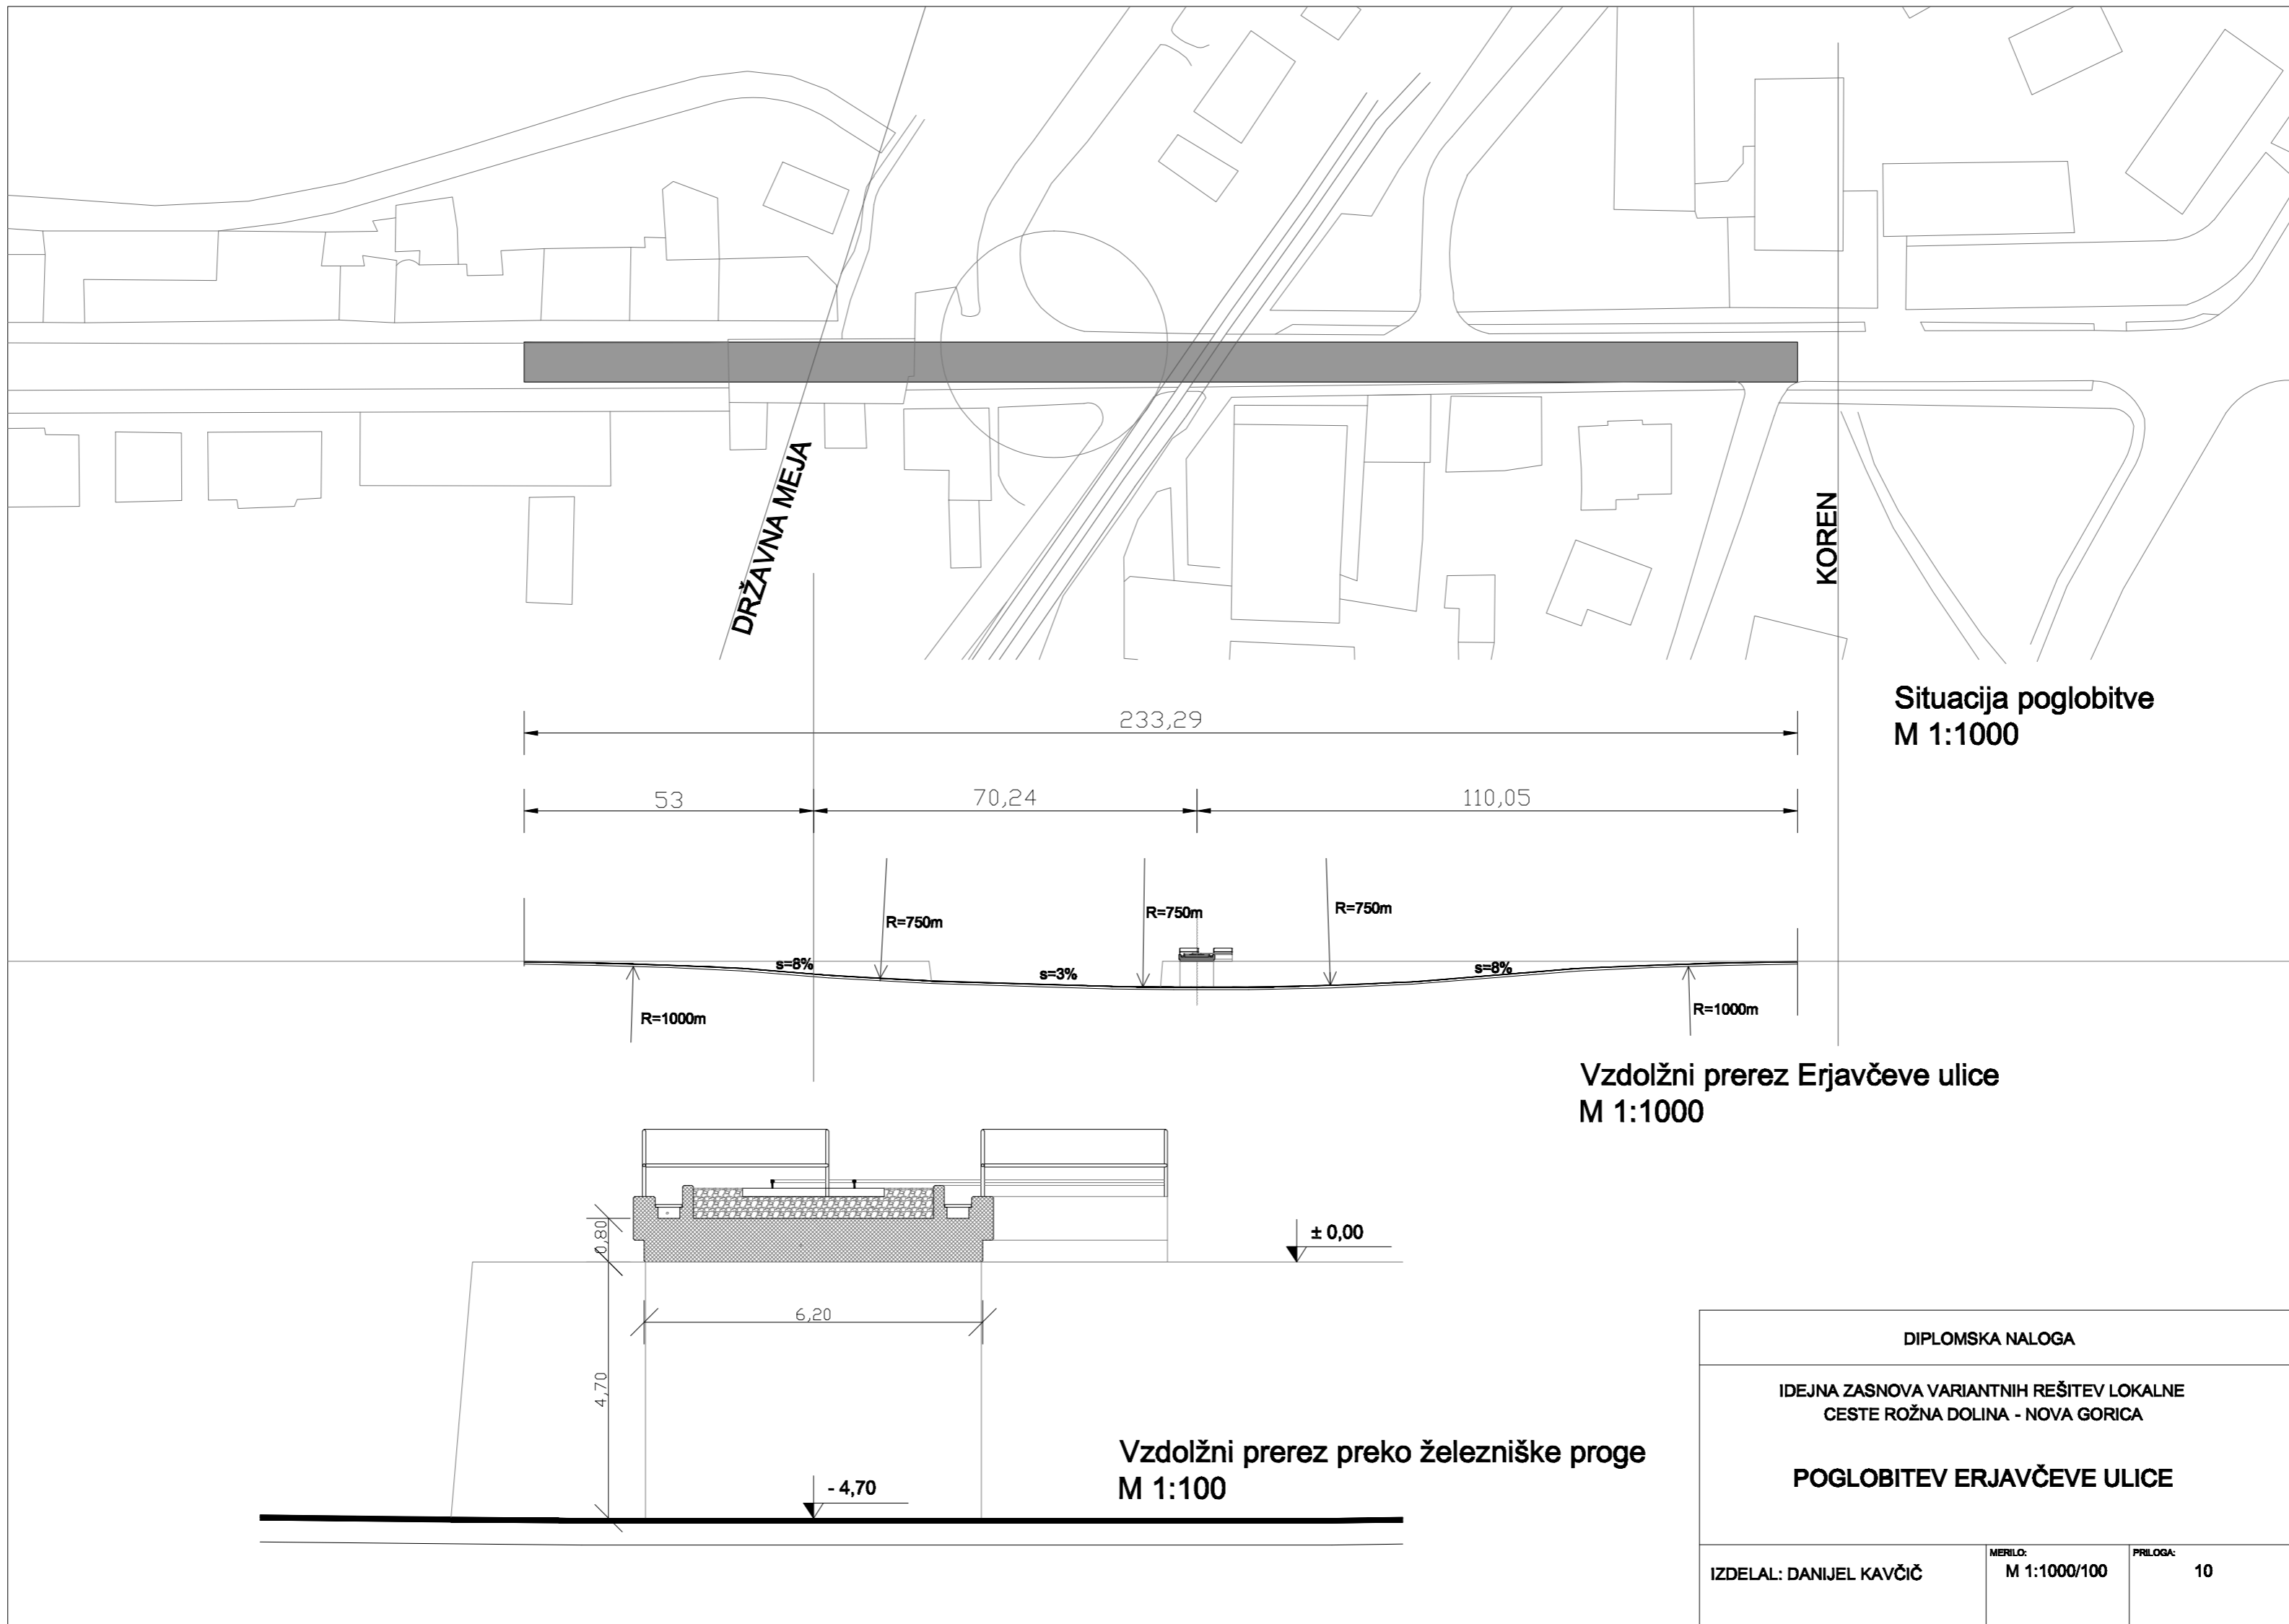 DRŽAVNA MEJA
KOREN
Situacija poglobitve
M 1:1000
233,29
53
70,24
110,05
R=750m
R=750m
R=750m
s=8%
s=3%
s=8%
R=1000m
R=1000m
Vzdolžni prerez Erjavčeve ulice
M 1:1000
0,80
± 0,00
6,20
4,70
- 4,70
Vzdolžni prerez preko železniške proge
M 1:100
DIPLOMSKA NALOGA
IDEJNA ZASNOVA VARIANTNIH REŠITEV LOKALNE
CESTE ROŽNA DOLINA - NOVA GORICA
POGLOBITEV ERJAVČEVE ULICE
IZDELAL: DANIJEL KAVČIČ
MERILO:
M 1:1000/100
PRILOGA:
10